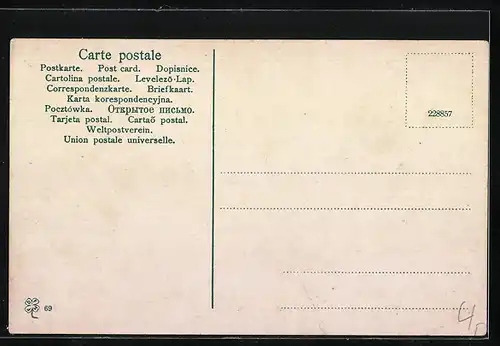 Carte postale
Postkarte. Post card. Dopisnice.
Cartolina postale. Levelező-Lap.
Correspondenzkarte. Briefkaart.
Karta korespondencyjna.
Pocztówka. Открытое письмо.
Tarjeta postal. Cartaõ postal.
Weltpostverein.
Union postale universelle.
228857
69